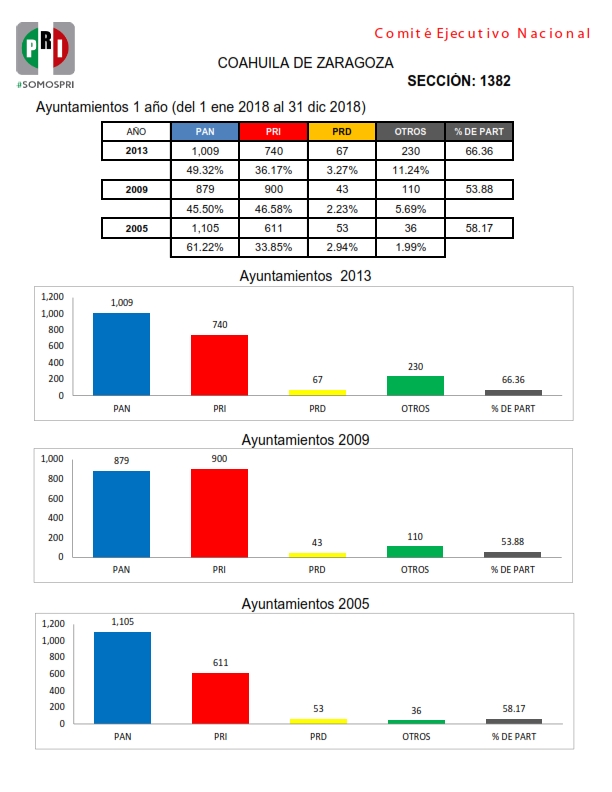 Comité Ejecutivo Nacional
PRI
#SOMOSPRI
COAHUILA DE ZARAGOZA
SECCIÓN: 1382
Ayuntamientos 1 año (del 1 ene 2018 al 31 dic 2018)
AÑO PAN PRI PRD OTROS % DE PART
2013 1,009 740 67 230 66.36
49.32% 36.17% 3.27% 11.24%
2009 879 900 43 110 53.88
45.50% 46.58% 2.23% 5.69%
2005 1,105 611 53 36 58.17
61.22% 33.85% 2.94% 1.99%
Ayuntamientos 2013
1,200
1,000
800
600
400
200
0
1,009 740 67 230 66.36
PAN PRI PRD OTROS % DE PART
Ayuntamientos 2009
1,000
800
600
400
200
0
879 900 43 110 53.88
PAN PRI PRD OTROS % DE PART
Ayuntamientos 2005
1,200
1,000
800
600
400
200
0
1,105 611 53 36 58.17
PAN PRI PRD OTROS % DE PART